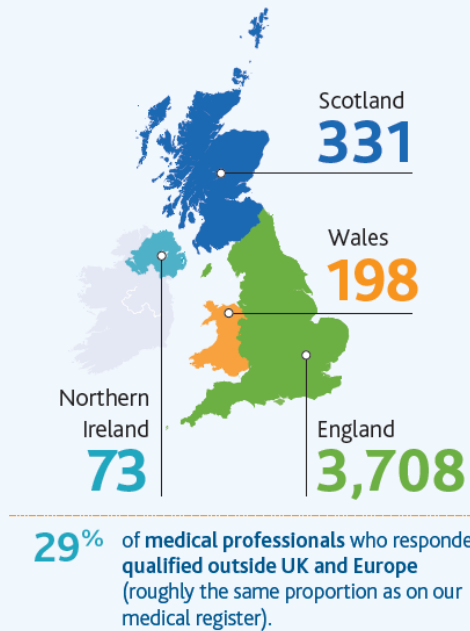 Scotland
331
Wales
198
Northern
Ireland
73
England
3,708
29%
of medical professionals who responde
qualified outside UK and Europe
(roughly the same proportion as on our
medical register).